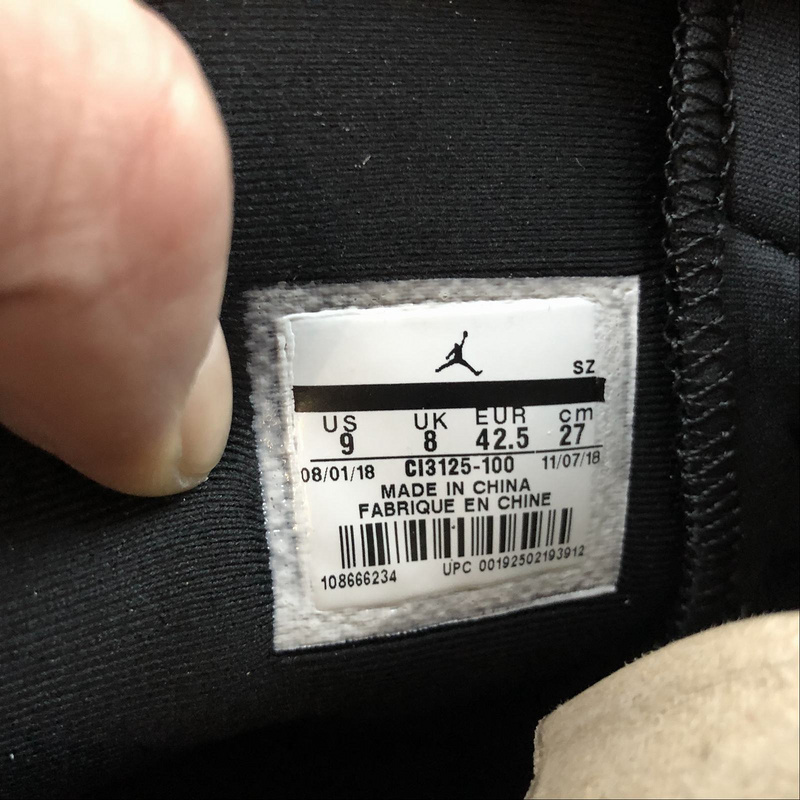 SZ
US UK EUR cm
9 8 42.5 27
08/01/18 CI3125-100 11/07/18
MADE IN CHINA
FABRIQUE EN CHINE
108666234 UPC 00192502193912